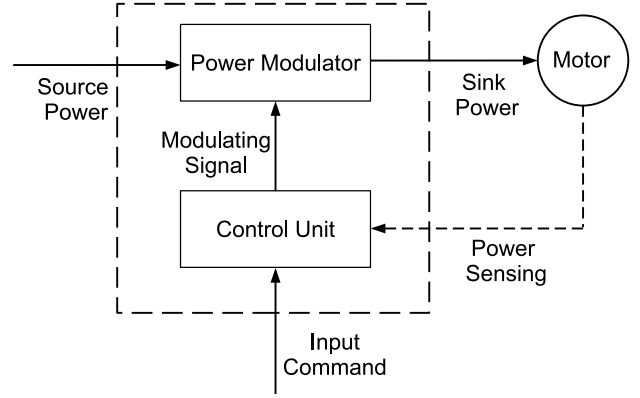 Power Modulator
Motor
Source
Power
Sink
Power
Modulating
Signal
Control Unit
Power
Sensing
Input
Command